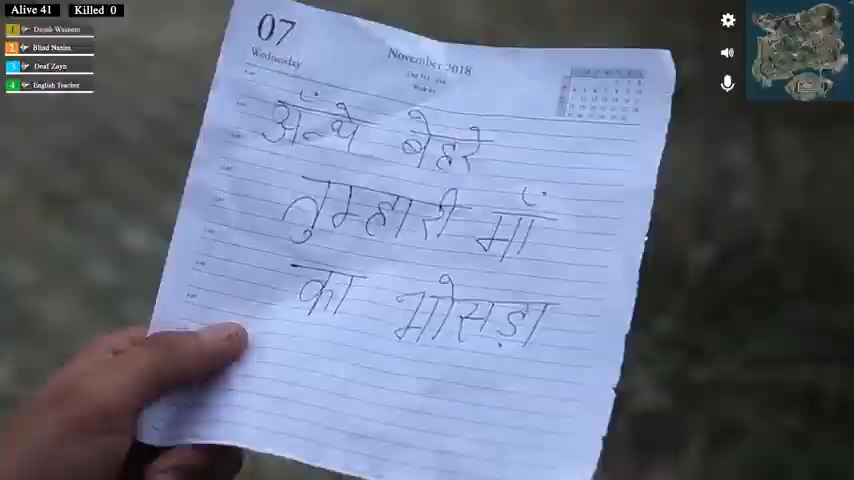 Alive 41 Killed 0
1 Dumb Waseem
2 Blind Nazim
3 Deaf Zayn
4 English Teacher
07
Wednesday
November 2018
अँन्धे बेहरे
तुम्हारी माँ
का भोसड़ा